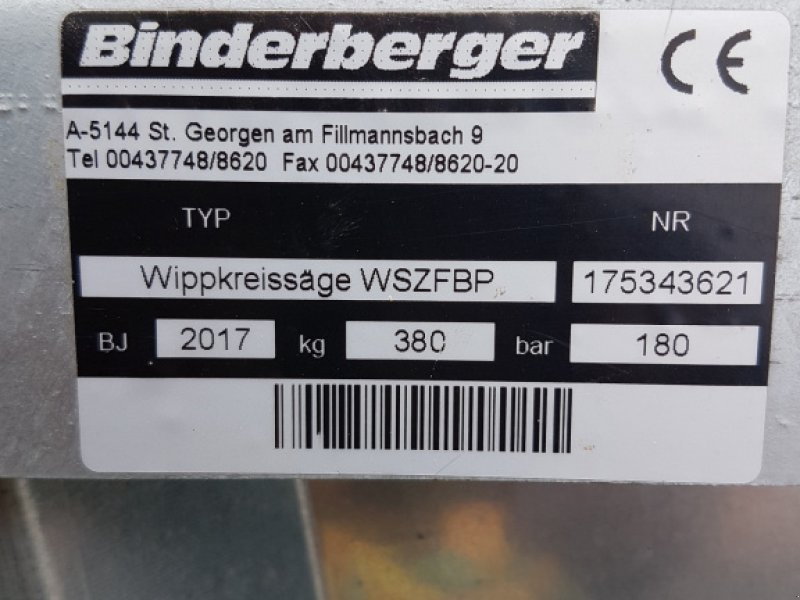 Binderberger
CE
A-5144 St. Georgen am Fillmannsbach 9
Tel 00437748/8620 Fax 00437748/8620-20
TYP NR
Wippkreissäge WSZFBP 175343621
BJ 2017 kg 380 bar 180